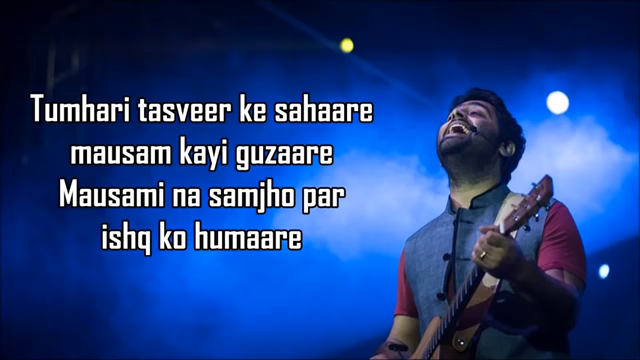 Tumhari tasveer ke sahaare
mausam kayi guzaare
Mausami na samjho par
ishq ko humaare